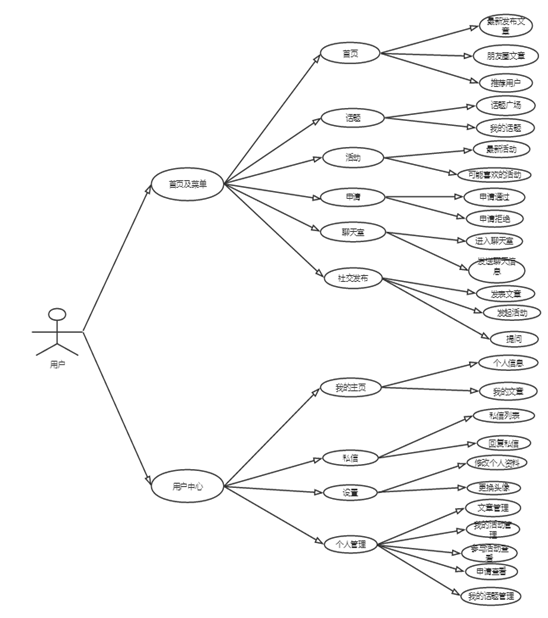 最新发布文
章
首页
朋友圈文章
推荐用户
话题广场
话题
我的话题
最新活动
活动
可能喜欢的活动
首页及菜单
申请
申请通过
申请拒绝
聊天室
进入聊天室
发送聊天信
息
社交发布
发表文章
发起活动
提问
用户
个人信息
我的主页
我的文章
私信列表
回复私信
私信
修改个人资料
用户中心
设置
更换头像
文章管理
我的活动管
理
个人管理
参与活动查
看
申请查看
我的话题管理